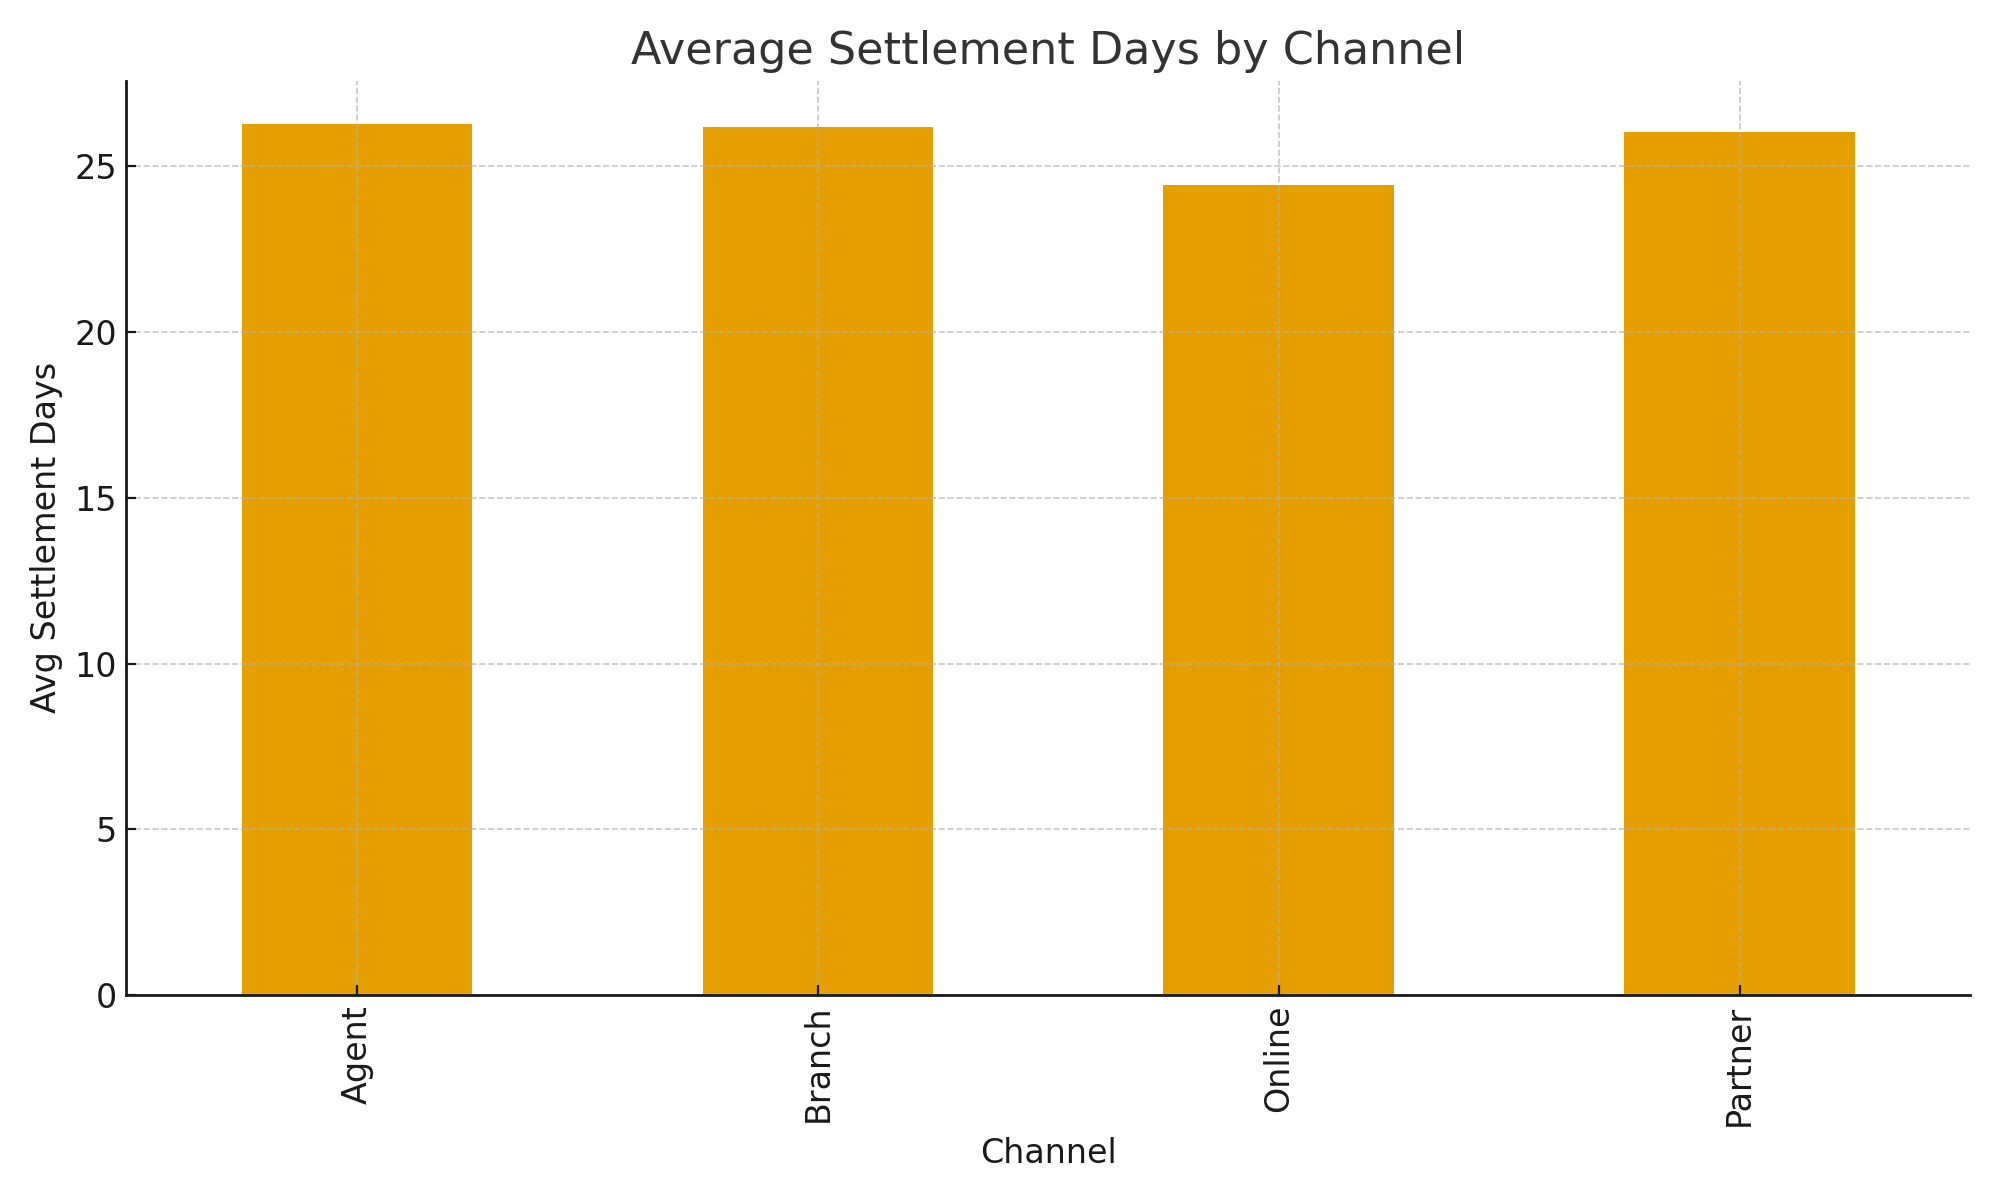 Average Settlement Days by Channel
Avg Settlement Days
25
20
15
10
5
0
Agent
Branch
Online
Partner
Channel